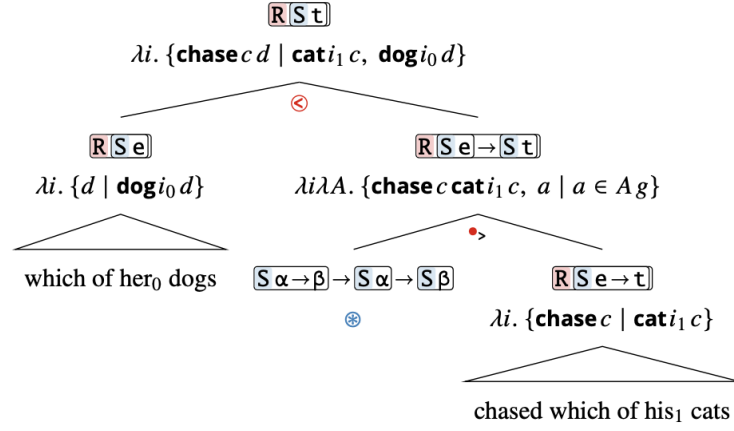 R S t
λi. {chase c d | cat i₁ c, dog i₀ d}
<
R S e
R S e → S t
λi. {d | dog i₀ d}
λiλA. {chase c cat i₁ c, a | a ∈ A g}
•>
which of her₀ dogs
S α → β → S α → S β
R S e → t
⊛
λi. {chase c | cat i₁ c}
chased which of his₁ cats